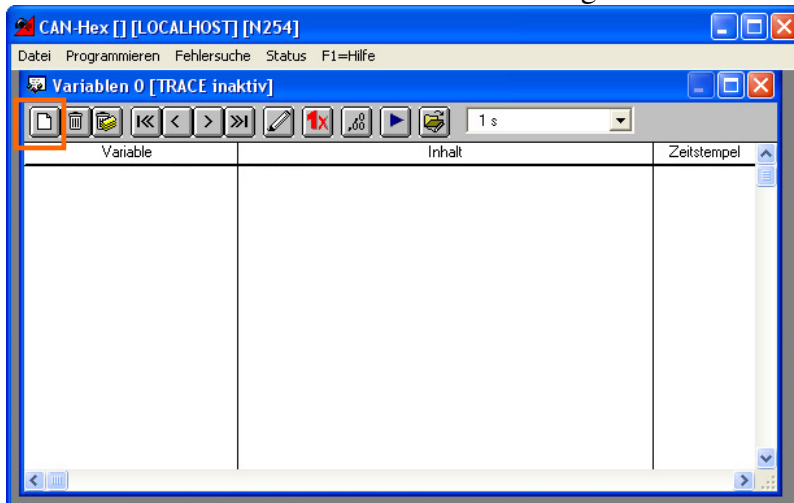 CAN-Hex [] [LOCALHOST] [N254]
Datei Programmieren Fehlersuche Status F1=Hilfe
Variablen 0 [TRACE inaktiv]
1x ,00 1 s
Variable Inhalt Zeitstempel